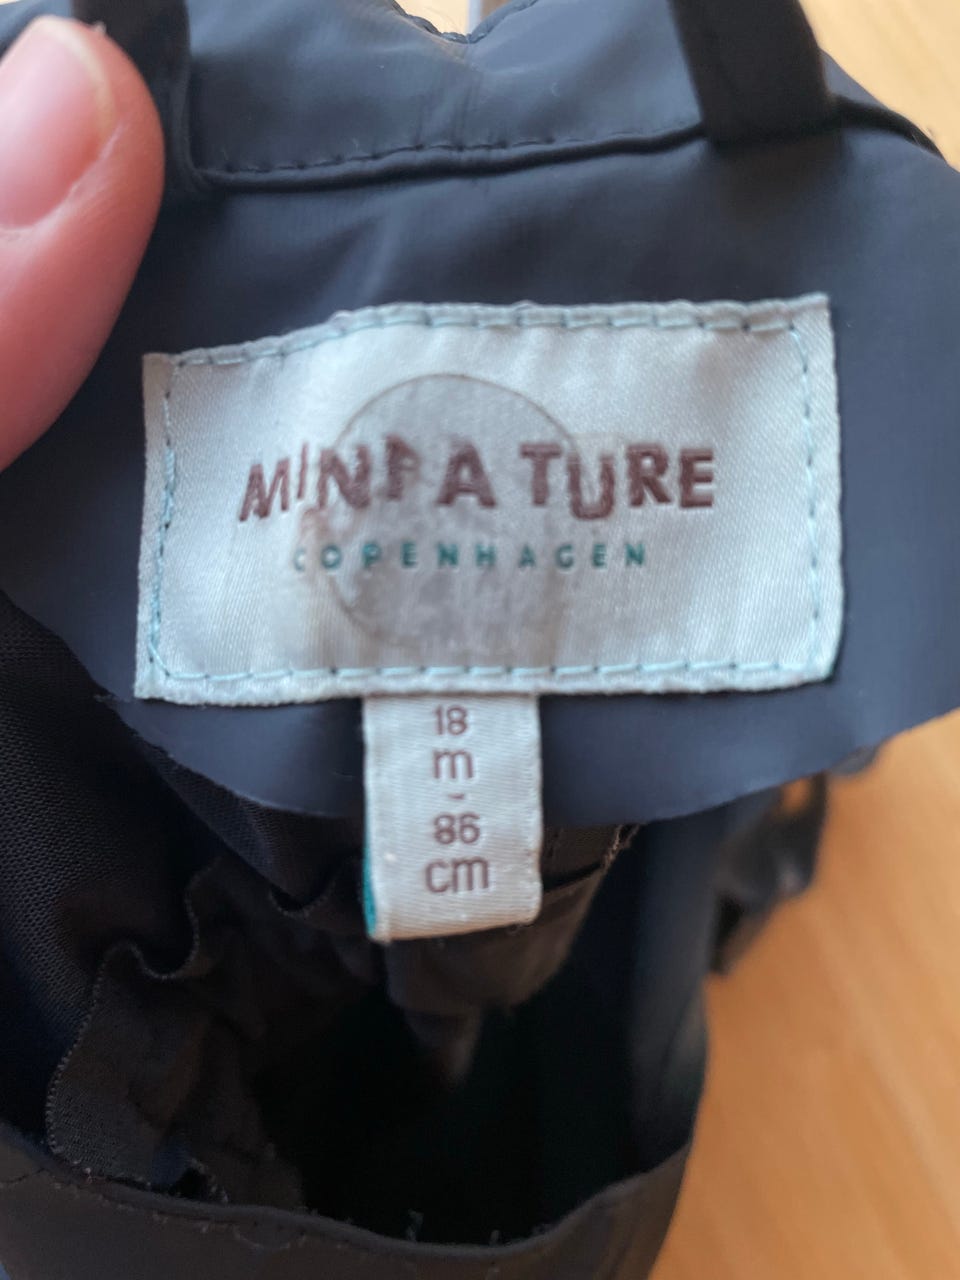 MINI A TURE
COPENHAGEN
18
m
-
86
cm